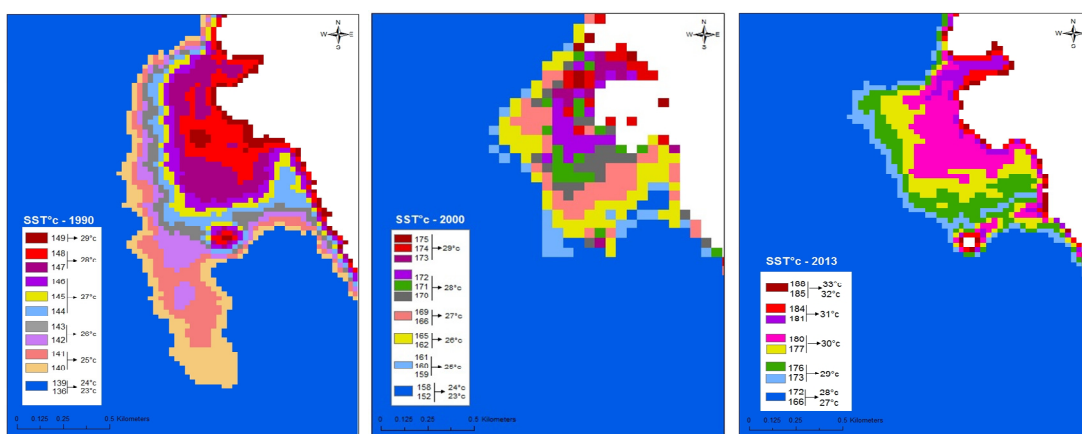 N
W E
S
SST°c - 1990
149 29°c
148
28°c
147
146
145 27°c
144
143
26°c
142
141
25°c
140
139 24°c
136 23°c
0 0.125 0.25 0.5 Kilometers
N
W E
S
SST°c - 2000
175
174 29°c
173
172
171 28°c
170
169
27°c
166
165
26°c
162
161
160 25°c
159
158 24°c
152 23°c
0 0.125 0.25 0.5 Kilometers
N
W E
S
SST°c - 2013
188 33°c
185 32°c
184
31°c
181
180
30°c
177
176
29°c
173
172 28°c
166 27°c
0 0.125 0.25 0.5 Kilometers